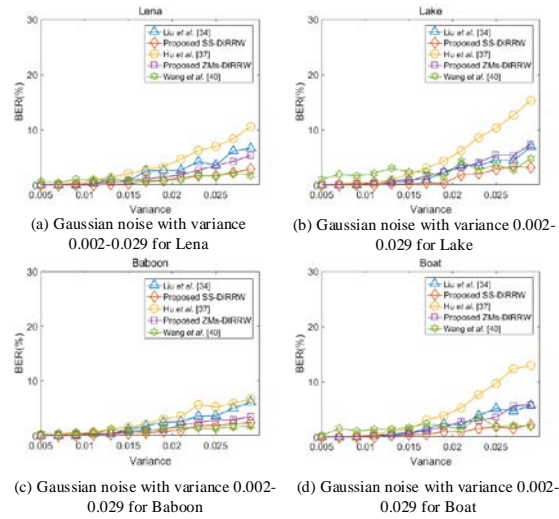 Lena
30
20
10
0
BER(%)
0.005 0.01 0.015 0.02 0.025
Variance
Liu et al. [34]
Proposed SS-DIRRW
Hu et al. [37]
Proposed ZMs-DIRRW
Wang et al. [40]
(a) Gaussian noise with variance
0.002-0.029 for Lena
Lake
30
20
10
0
BER(%)
0.005 0.01 0.015 0.02 0.025
Variance
Liu et al. [34]
Proposed SS-DIRRW
Hu et al. [37]
Proposed ZMs-DIRRW
Wang et al. [40]
(b) Gaussian noise with variance 0.002-
0.029 for Lake
Baboon
30
20
10
0
BER(%)
0.005 0.01 0.015 0.02 0.025
Variance
Liu et al. [34]
Proposed SS-DIRRW
Hu et al. [37]
Proposed ZMs-DIRRW
Wang et al. [40]
(c) Gaussian noise with variance 0.002-
0.029 for Baboon
Boat
30
20
10
0
BER(%)
0.005 0.01 0.015 0.02 0.025
Variance
Liu et al. [34]
Proposed SS-DIRRW
Hu et al. [37]
Proposed ZMs-DIRRW
Wang et al. [40]
(d) Gaussian noise with variance 0.002-
0.029 for Boat